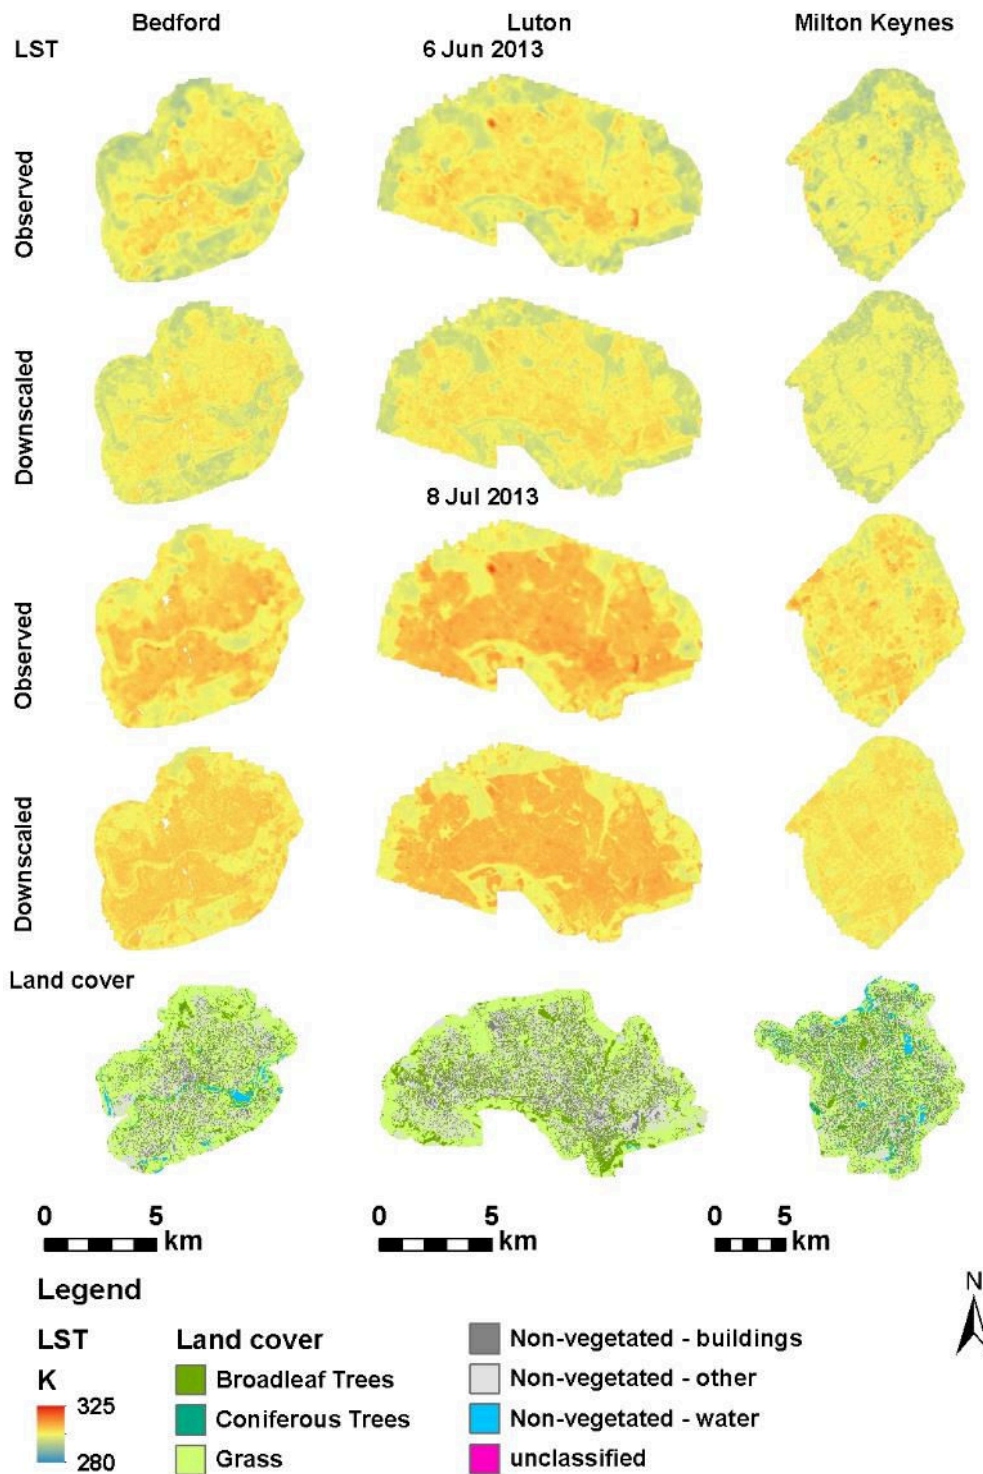 Bedford Luton Milton Keynes
LST 6 Jun 2013
Observed
Downscaled
8 Jul 2013
Observed
Downscaled
Land cover
0 5 0 5 0 5
km km km
Legend N
LST Land cover
K
325
280
Broadleaf Trees
Coniferous Trees
Grass
Non-vegetated - buildings
Non-vegetated - other
Non-vegetated - water
unclassified